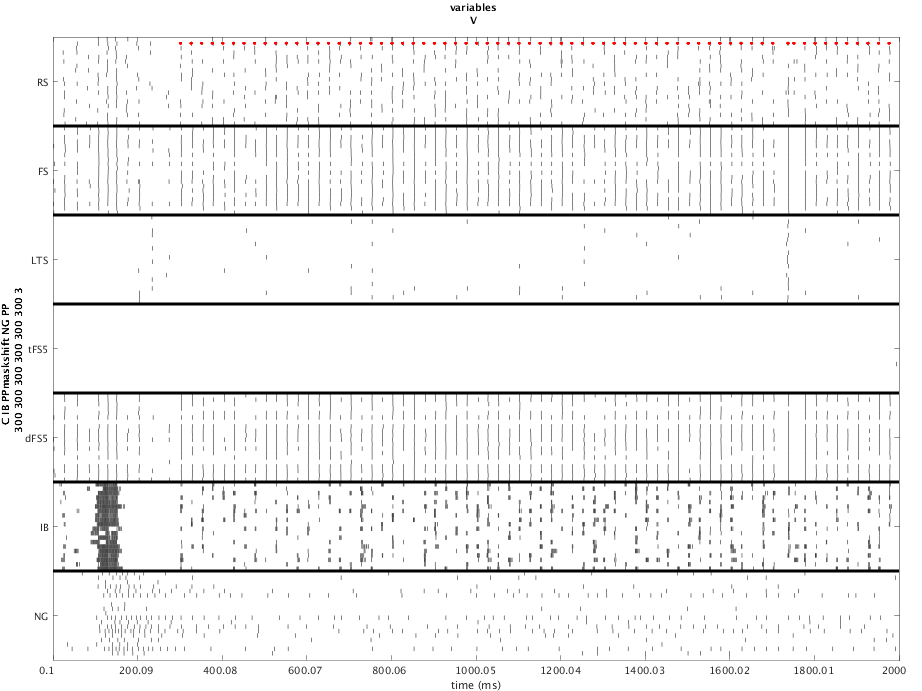 variables
V
RS
FS
LTS
tFS5
dFS5
IB
NG
C IB PPmaskshift NG PP
300 300 300 300 300 300 3
0.1
200.09
400.08
600.07
800.06
1000.05
1200.04
1400.03
1600.02
1800.01
2000
time (ms)